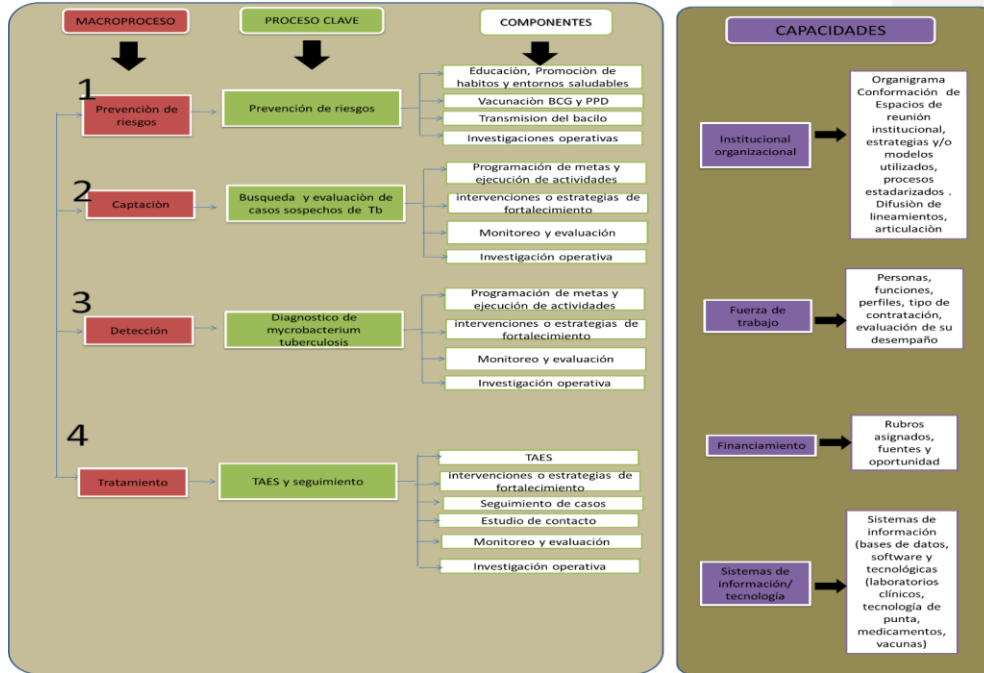 MACROPROCESO
PROCESO CLAVE
COMPONENTES
1
Prevenciòn de
riesgos
Prevención de riesgos
Educaciòn, Promociòn de
habitos y entornos saludables
Vacunaciòn BCG y PPD
Transmision del bacilo
Investigaciones operativas
2
Captaciòn
Busqueda y evaluaciòn de
casos sospechos de Tb
Programación de metas y
ejecución de actividades
intervenciones o estrategias de
fortalecimiento
Monitoreo y evaluación
Investigación operativa
3
Detección
Diagnostico de
mycrobacterium
tuberculosis
Programación de metas y
ejecución de actividades
intervenciones o estrategias de
fortalecimiento
Monitoreo y evaluación
Investigación operativa
4
Tratamiento
TAES y seguimiento
TAES
intervenciones o estrategias de
fortalecimiento
Seguimiento de casos
Estudio de contacto
Monitoreo y evaluación
Investigación operativa
CAPACIDADES
Institucional
organizacional
Organigrama
Conformación de
Espacios de
reunión
institucional,
estrategias y/o
modelos
utilizados,
procesos
estadarizados .
Difusiòn de
lineamientos,
articulaciòn
Fuerza de
trabajo
Personas,
funciones,
perfiles, tipo de
contratación,
evaluación de su
desempaño
Financiamiento
Rubros
asignados,
fuentes y
oportunidad
Sistemas de
información/
tecnología
Sistemas de
información
(bases de datos,
software y
tecnológicas
(laboratorios
clínicos,
tecnología de
punta,
medicamentos,
vacunas)